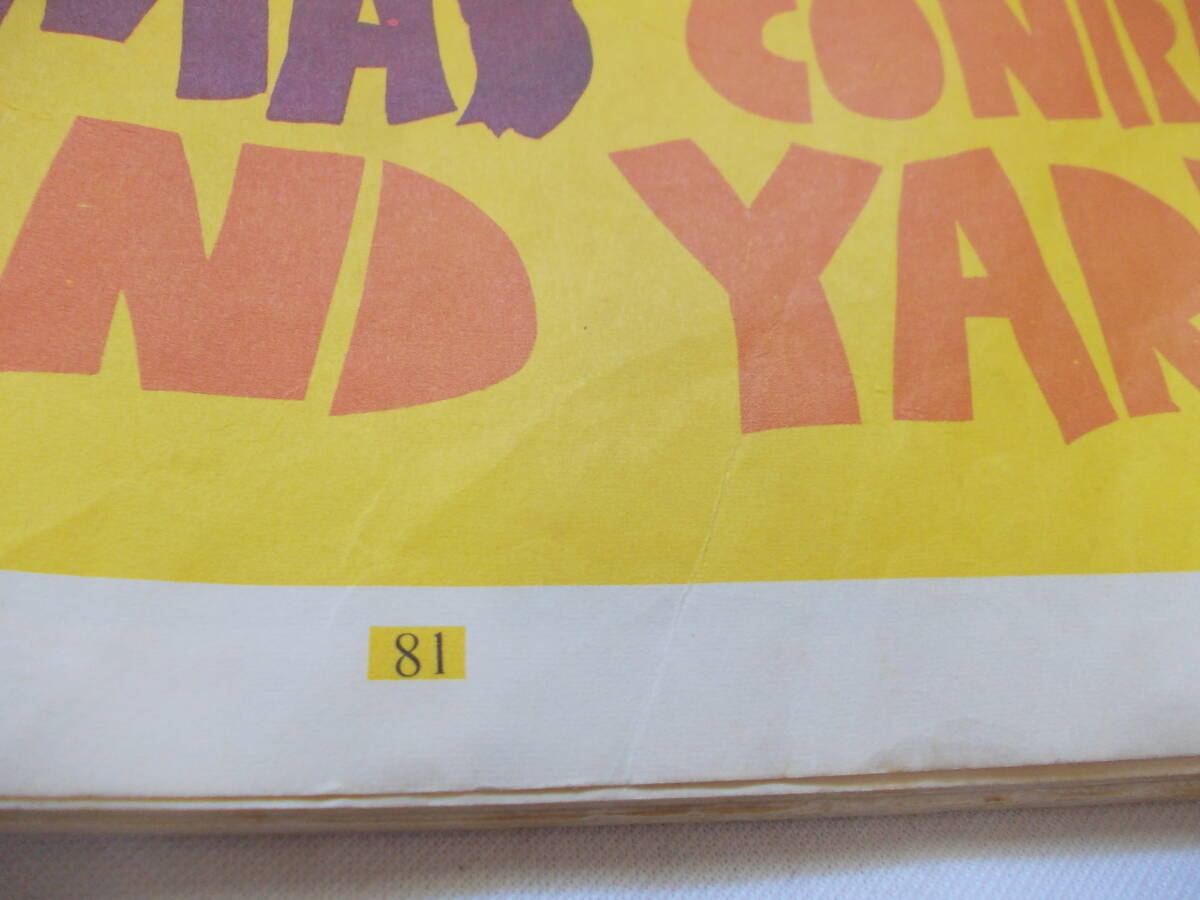 MAS CONR
ND YAR
81